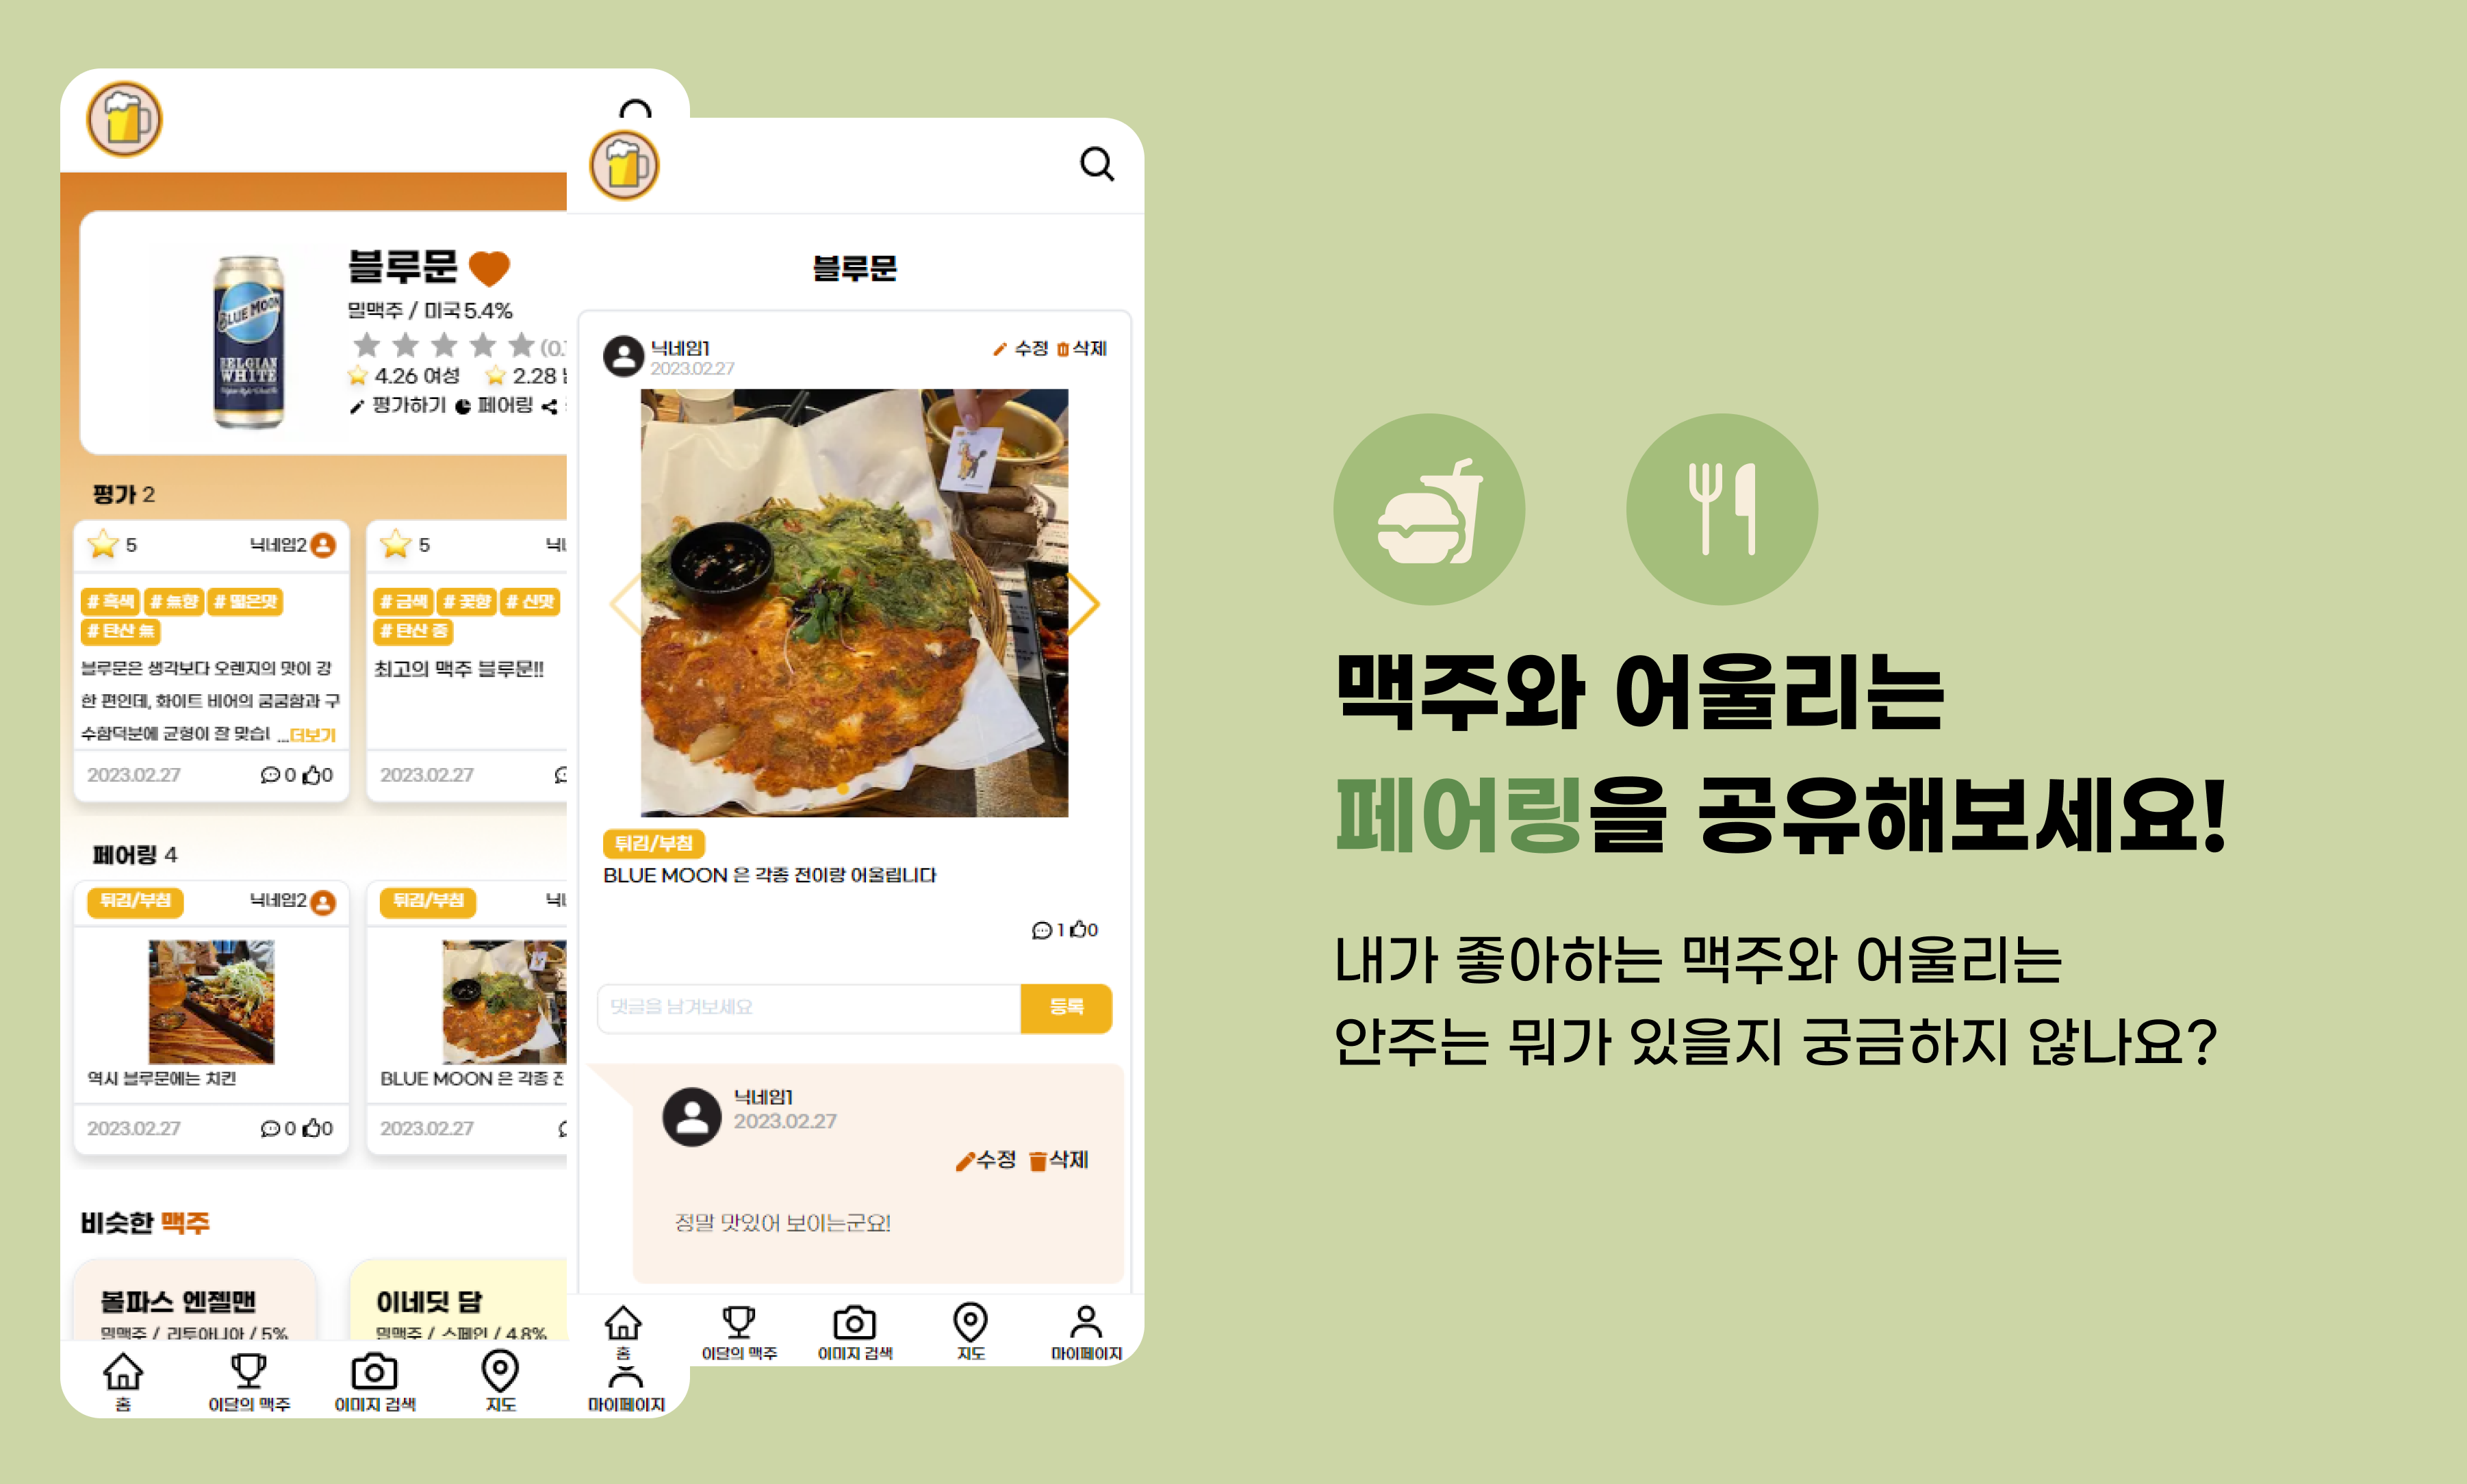 블루문
밀맥주 / 미국 5.4%
(0.
4.26 여성 2.28
평가하기 페어링
BLUE MOON
BELGIAN
WHITE
평가 2
5 닉네임2
# 흑색 # 無향 # 떫은맛
# 탄산 無
블루문은 생각보다 오렌지의 맛이 강
한 편인데, 화이트 비어의 굼굼함과 구
수함덕분에 균형이 잘 맞습니 ...더보기
2023.02.27 0 0
5
# 금색 # 꽃향 # 신맛
# 탄산 중
최고의 맥주 블루문!!
2023.02.27
페어링 4
튀김/부침 닉네임2
역시 블루문에는 치킨
2023.02.27 0 0
튀김/부침
BLUE MOON 은 각종 전
2023.02.27
비슷한 맥주
볼파스 엔젤맨
밀맥주 / 리투아니아 / 5%
이네딧 담
밀맥주 / 스페인 / 4.8%
홈 이달의 맥주 이미지 검색 지도 마이페이지
블루문
닉네임1
2023.02.27
수정 삭제
튀김/부침
BLUE MOON 은 각종 전이랑 어울립니다
1 0
댓글을 남겨보세요 등록
닉네임1
2023.02.27
수정 삭제
정말 맛있어 보이는군요!
홈 이달의 맥주 이미지 검색 지도 마이페이지
맥주와 어울리는
페어링을 공유해보세요!
내가 좋아하는 맥주와 어울리는
안주는 뭐가 있을지 궁금하지 않나요?